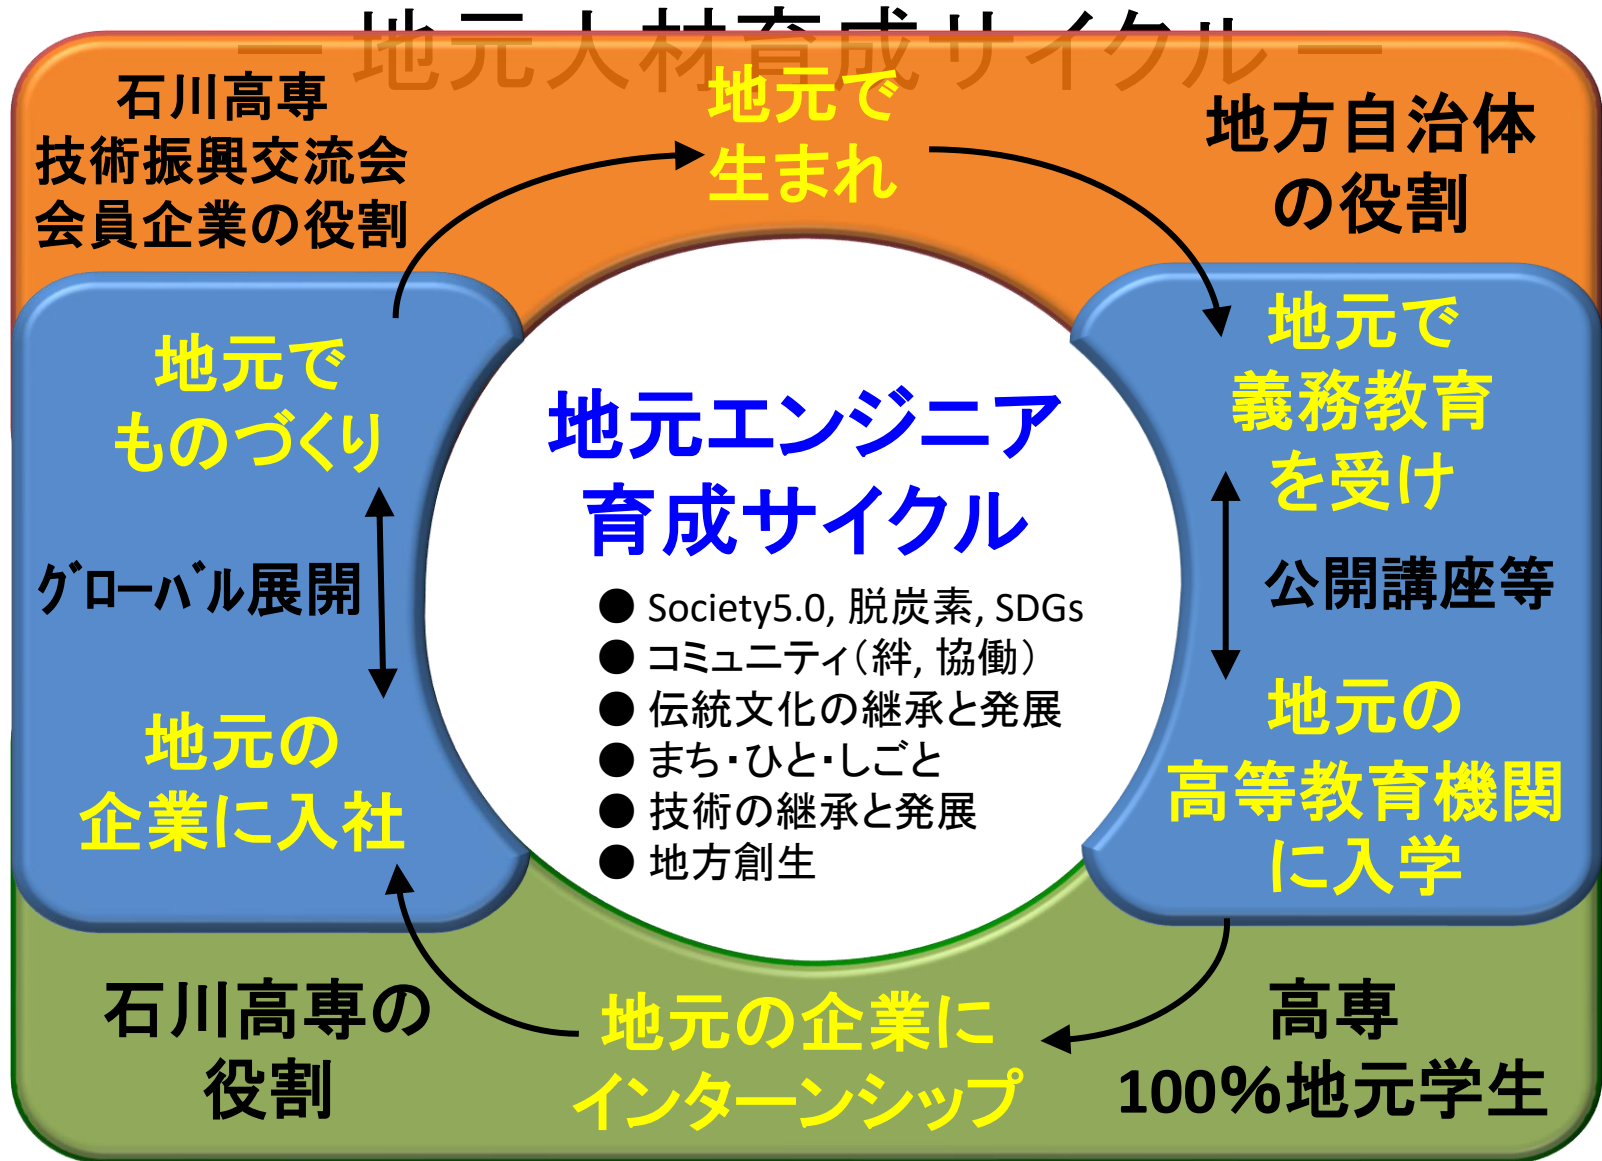 ― 地元人材育成サイクル ―
石川高専
技術振興交流会
会員企業の役割
地元で
生まれ
地方自治体
の役割
地元で
ものづくり
地元で
義務教育
を受け
グローバル展開
公開講座等
地元エンジニア
育成サイクル
● Society5.0, 脱炭素, SDGs
● コミュニティ(絆, 協働)
● 伝統文化の継承と発展
● まち・ひと・しごと
● 技術の継承と発展
● 地方創生
地元の
企業に入社
地元の
高等教育機関
に入学
石川高専の
役割
地元の企業に
インターンシップ
高専
100%地元学生